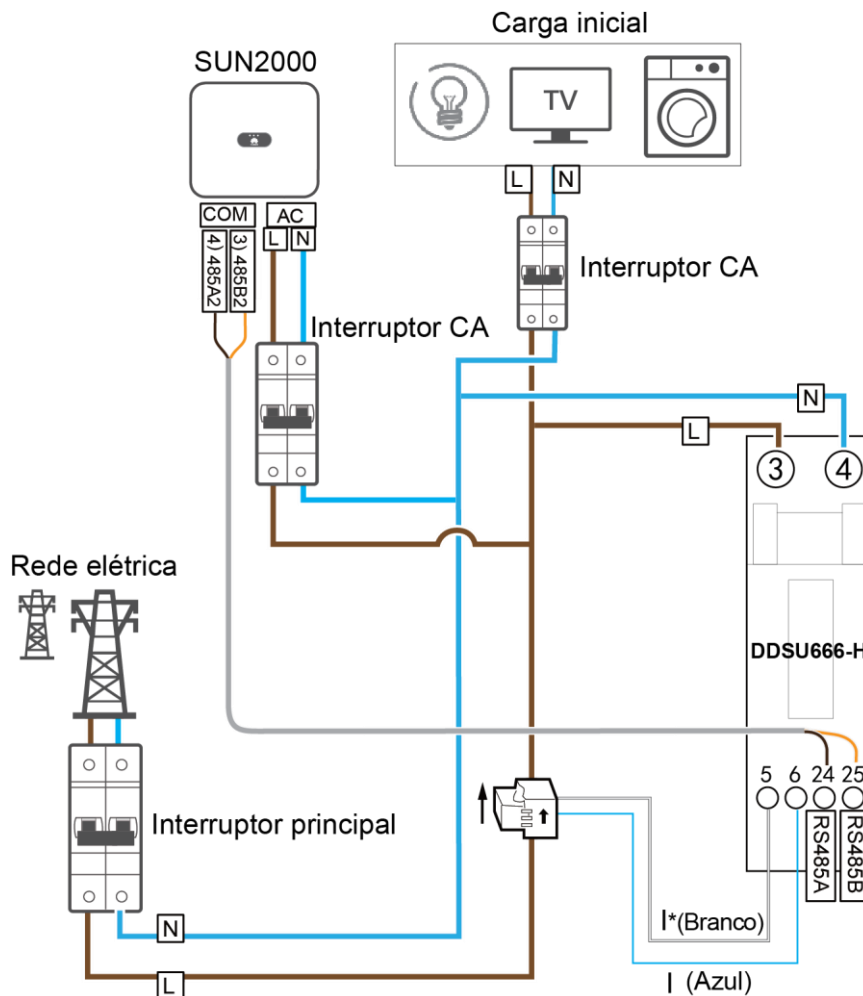 Carga inicial
SUN2000
TV
L
N
COM
AC
L
N
4) 485A2
3) 485B2
Interruptor CA
Interruptor CA
N
L
3
4
Rede elétrica
DDSU666-H
5
6
24
25
RS485A
RS485B
Interruptor principal
I*(Branco)
N
I (Azul)
L